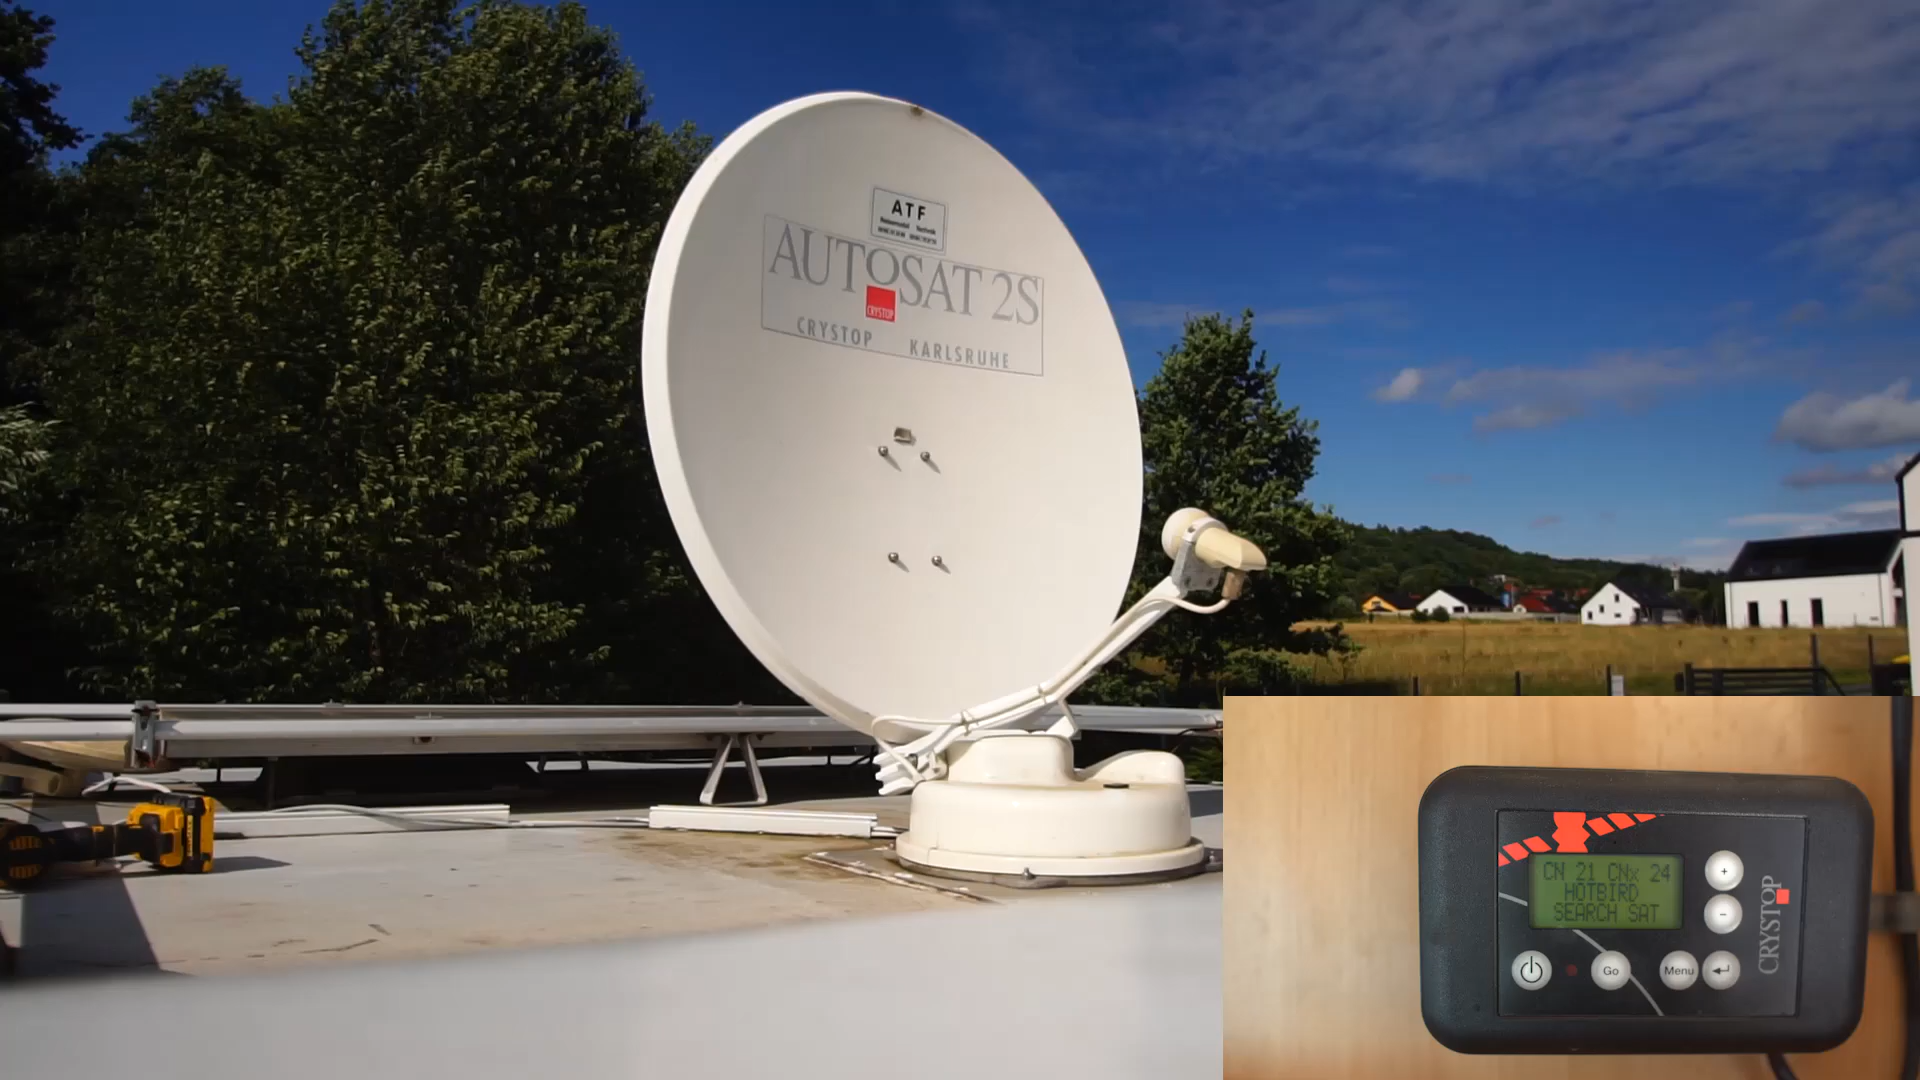 ATF
AUTOSAT 2S
CRYSTOP
CRYSTOP KARLSRUHE
CN 21 CNx 24
HOTBIRD
SEARCH SAT
+
-
CRYSTOP
Go
Menu